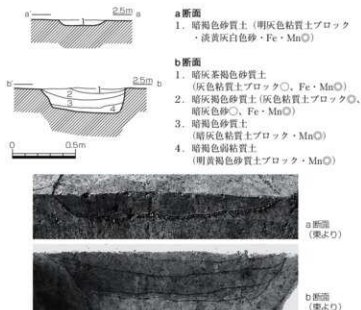 a 2.5m a
1
a断面
1. 暗褐色砂質土（明灰色粘質土ブロック
・淡黄灰白色砂・Fe・Mn◎）
b 2.5m b
1
2
3
4
0 0.5m
b断面
1. 暗灰茶褐色砂質土
（灰色粘質土ブロック○、Fe・Mn◎）
2. 暗灰褐色砂質土（灰色粘質土ブロック◎、
暗灰色砂○、Fe・Mn◎）
3. 暗褐色砂質土
（暗灰色粘質土ブロック・Mn◎）
4. 暗褐色弱粘質土
（明黄褐色砂質土ブロック・Mn◎）
a断面
（東より）
b断面
（東より）